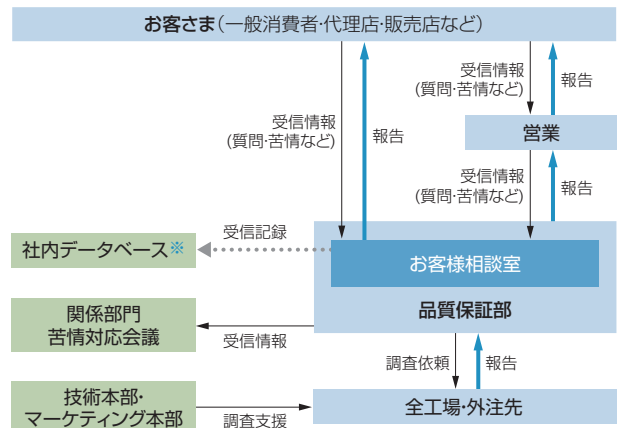 お客さま(一般消費者・代理店・販売店など)
受信情報
(質問・苦情など)
報告
営業
受信情報
(質問・苦情など)
報告
受信情報
(質問・苦情など)
報告
受信記録
社内データベース※
お客様相談室
品質保証部
関係部門
苦情対応会議
受信情報
調査依頼
報告
技術本部・
マーケティング本部
調査支援
全工場・外注先